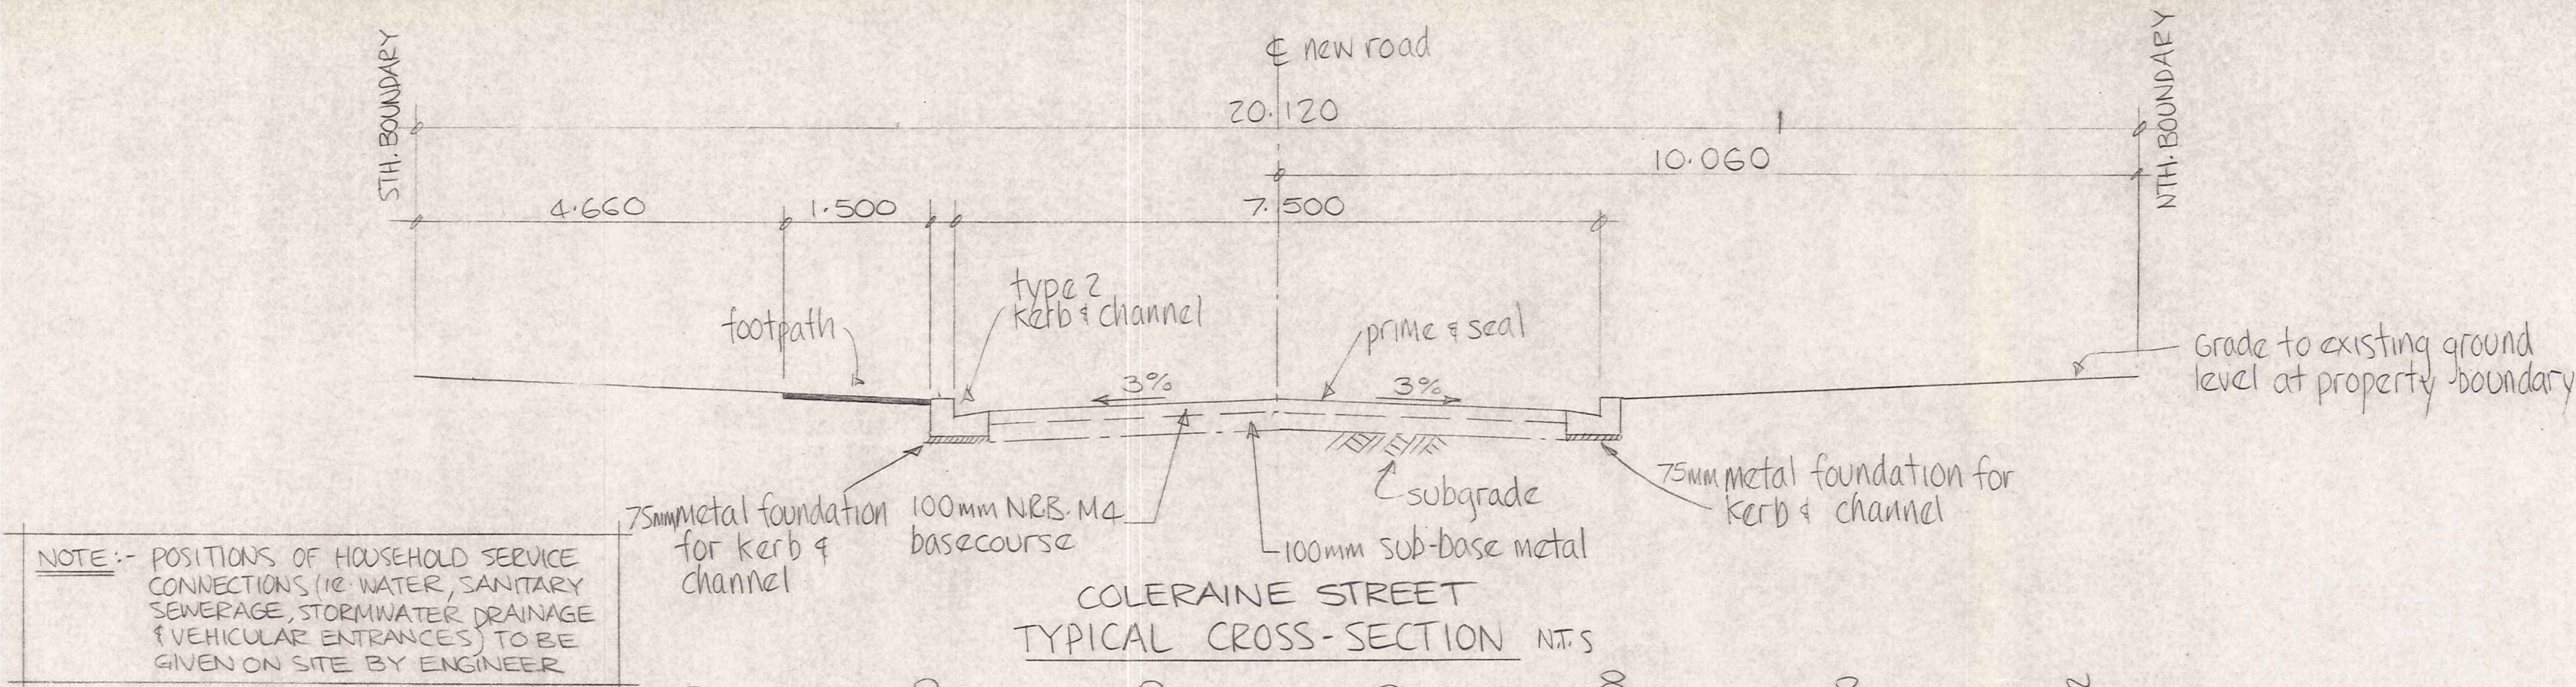 STH. BOUNDARY
℄ new road
NTH. BOUNDARY
20.120
10.060
4.660
1.500
7.500
type 2
kerb & channel
footpath
prime & seal
3%
3%
Grade to existing ground
level at property boundary
75mm metal foundation
for kerb &
channel
100mm N.R.B. M4
basecourse
subgrade
100mm sub-base metal
75mm metal foundation for
kerb & channel
NOTE:- POSITIONS OF HOUSEHOLD SERVICE
CONNECTIONS (ie. WATER, SANITARY
SEWERAGE, STORMWATER DRAINAGE
& VEHICULAR ENTRANCES) TO BE
GIVEN ON SITE BY ENGINEER
COLERAINE STREET
TYPICAL CROSS-SECTION N.T.S